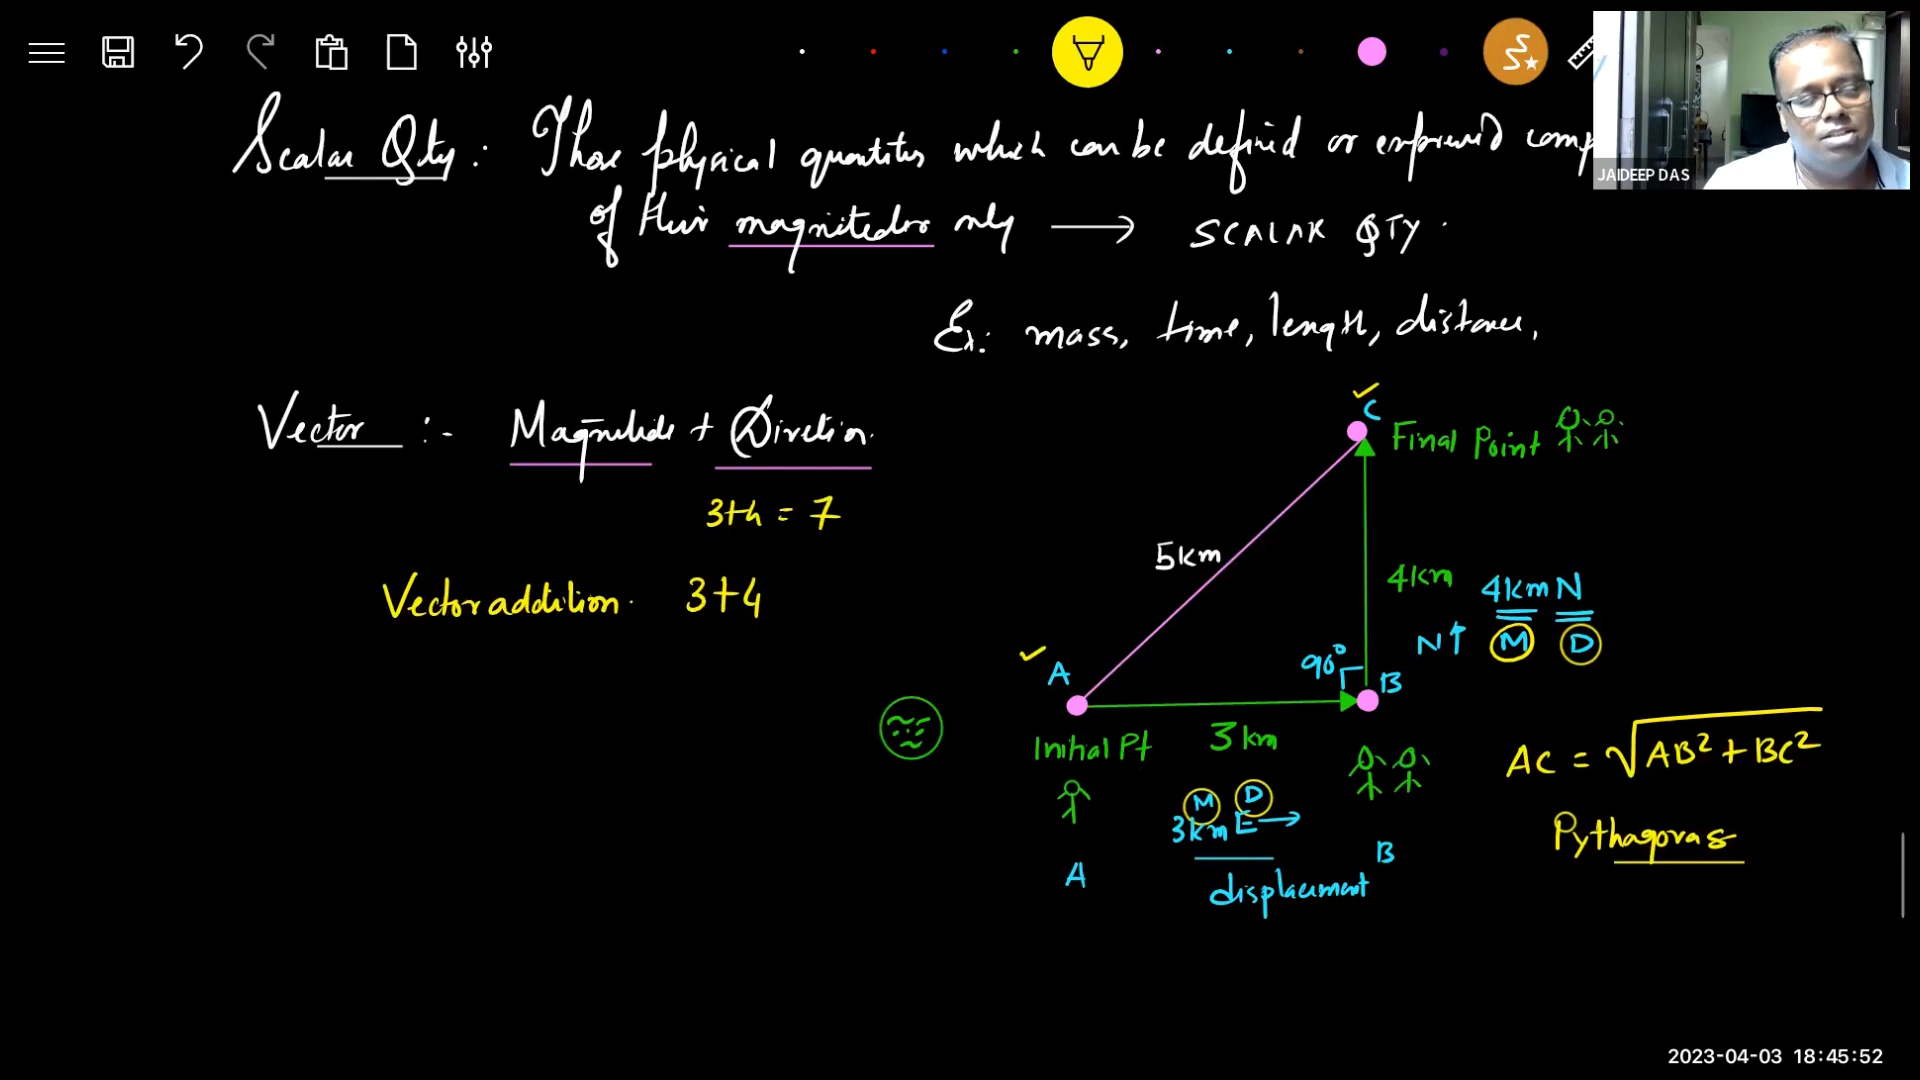 JAIDEEP DAS
Scalar Qty : Those physical quantities which can be defined or expressed comp
of their magnitudes only → SCALAR QTY.
Ex: mass, time, length, distance,
Vector :- Magnitude + Direction.
3+4 = 7
Vector addition. 3+4
C
Final Point
5km
4km
4km N
N↑ M D
90°
A
B
Initial Pt
3 km
M D
3km E →
A
B
displacement
AC = √AB² + BC²
Pythagoras
2023-04-03 18:45:52